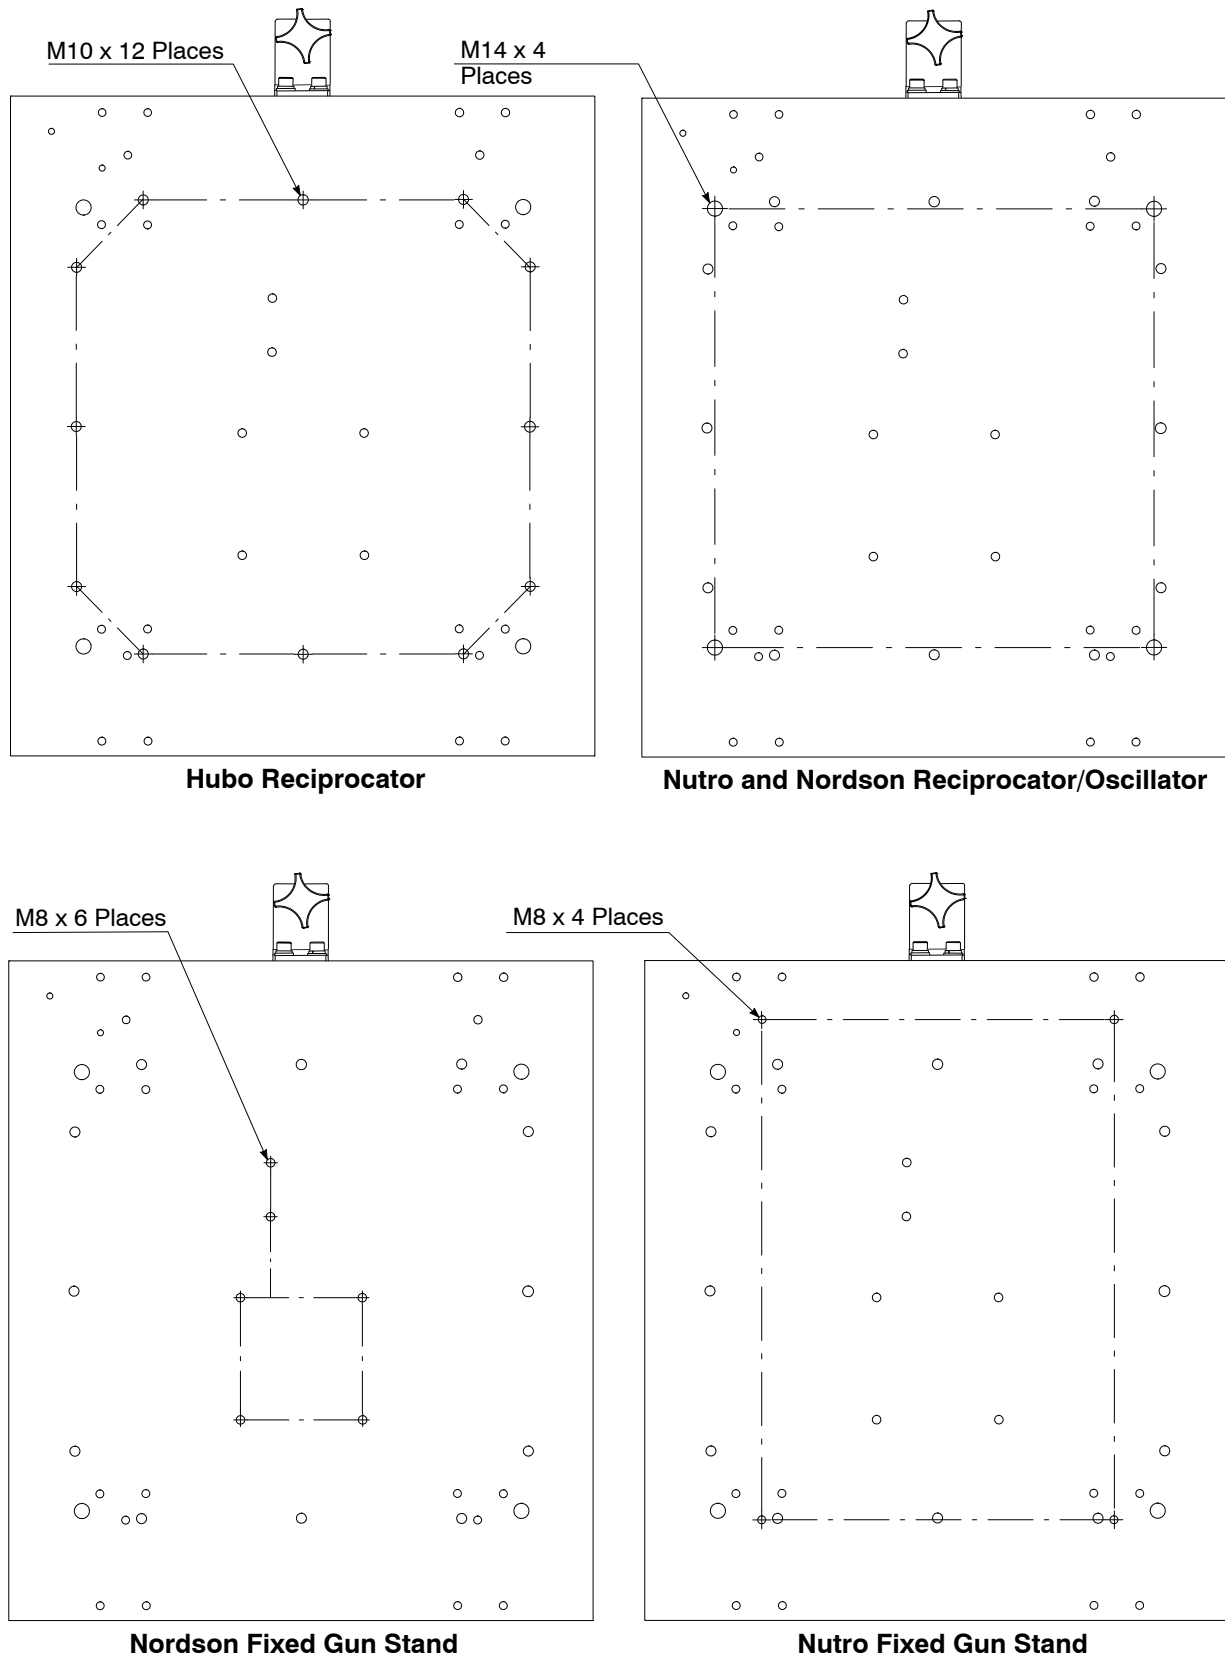 M10 x 12 Places
M14 x 4
Places
Hubo Reciprocator
Nutro and Nordson Reciprocator/Oscillator
M8 x 6 Places
M8 x 4 Places
Nordson Fixed Gun Stand
Nutro Fixed Gun Stand